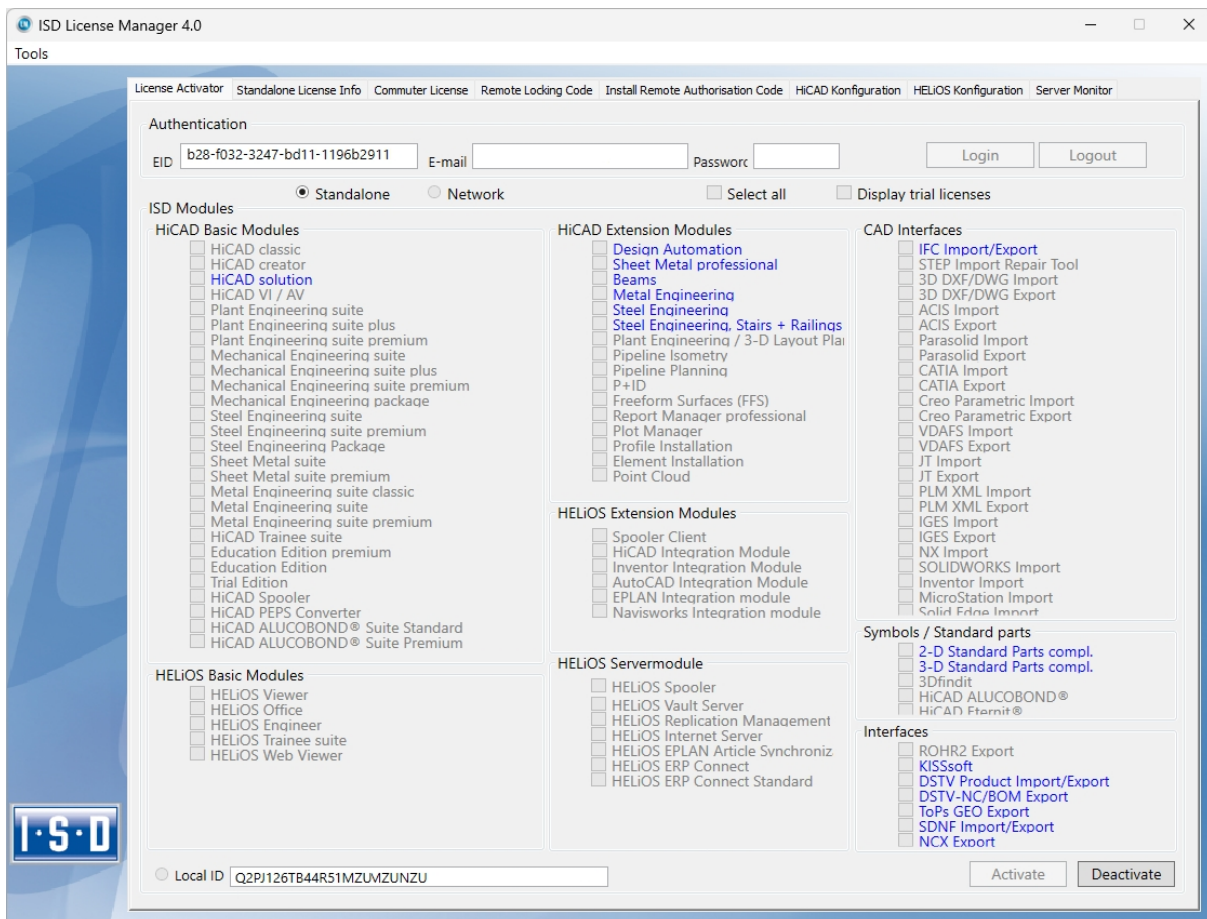 ISD License Manager 4.0
Tools
License Activator Standalone License Info Commuter License Remote Locking Code Install Remote Authorisation Code HiCAD Konfiguration HELiOS Konfiguration Server Monitor
Authentication
EID b28-f032-3247-bd11-1196b2911 E-mail Password Login Logout
Standalone Network Select all Display trial licenses
ISD Modules
HiCAD Basic Modules
HiCAD classic
HiCAD creator
HiCAD solution
HiCAD VI / AV
Plant Engineering suite
Plant Engineering suite plus
Plant Engineering suite premium
Mechanical Engineering suite
Mechanical Engineering suite plus
Mechanical Engineering suite premium
Mechanical Engineering package
Steel Engineering suite
Steel Engineering suite premium
Steel Engineering Package
Sheet Metal suite
Sheet Metal suite premium
Metal Engineering suite classic
Metal Engineering suite
Metal Engineering suite premium
HiCAD Trainee suite
Education Edition premium
Education Edition
Trial Edition
HiCAD Spooler
HiCAD PEPS Converter
HiCAD ALUCOBOND® Suite Standard
HiCAD ALUCOBOND® Suite Premium
HELiOS Basic Modules
HELiOS Viewer
HELiOS Office
HELiOS Engineer
HELiOS Trainee suite
HELiOS Web Viewer
HiCAD Extension Modules
Design Automation
Sheet Metal professional
Beams
Metal Engineering
Steel Engineering
Steel Engineering, Stairs + Railings
Plant Engineering / 3-D Layout Plan
Pipeline Isometry
Pipeline Planning
P+ID
Freeform Surfaces (FFS)
Report Manager professional
Plot Manager
Profile Installation
Element Installation
Point Cloud
HELiOS Extension Modules
Spooler Client
HiCAD Integration Module
Inventor Integration Module
AutoCAD Integration Module
EPLAN Integration module
Navisworks Integration module
HELiOS Servermodule
HELiOS Spooler
HELiOS Vault Server
HELiOS Replication Management
HELiOS Internet Server
HELiOS EPLAN Article Synchroniz
HELiOS ERP Connect
HELiOS ERP Connect Standard
CAD Interfaces
IFC Import/Export
STEP Import Repair Tool
3D DXF/DWG Import
3D DXF/DWG Export
ACIS Import
ACIS Export
Parasolid Import
Parasolid Export
CATIA Import
CATIA Export
Creo Parametric Import
Creo Parametric Export
VDAFS Import
VDAFS Export
JT Import
JT Export
PLM XML Import
PLM XML Export
IGES Import
IGES Export
NX Import
SOLIDWORKS Import
Inventor Import
MicroStation Import
Solid Edge Import
Symbols / Standard parts
2-D Standard Parts compl.
3-D Standard Parts compl.
3Dfindit
HiCAD ALUCOBOND®
HiCAD Eternit®
Interfaces
ROHR2 Export
KISSsoft
DSTV Product Import/Export
DSTV-NC/BOM Export
ToPs GEO Export
SDNF Import/Export
NCX Export
I·S·D
Local ID Q2PJ126TB44R51MZUMZUNZU Activate Deactivate